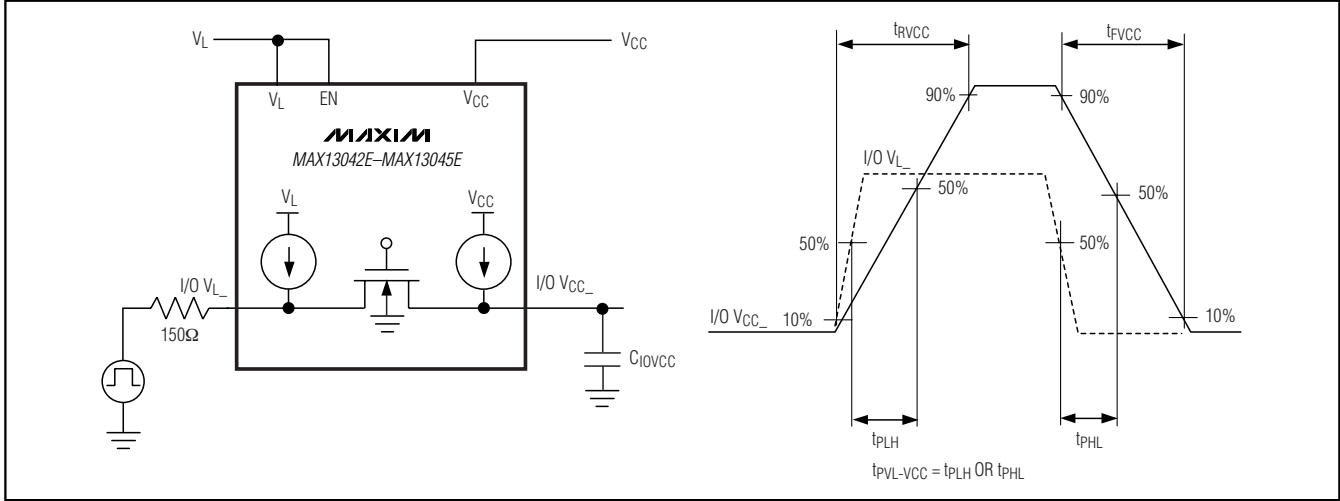 VL
VCC
VL EN VCC
MAXIM
MAX13042E–MAX13045E
VL
VCC
I/O VL_
I/O VCC_
150Ω
CIOVCC
tRVCC
tFVCC
90%
90%
I/O VL_
50%
50%
50%
50%
I/O VCC_
10%
10%
tPLH
tPHL
tPVL-VCC = tPLH OR tPHL